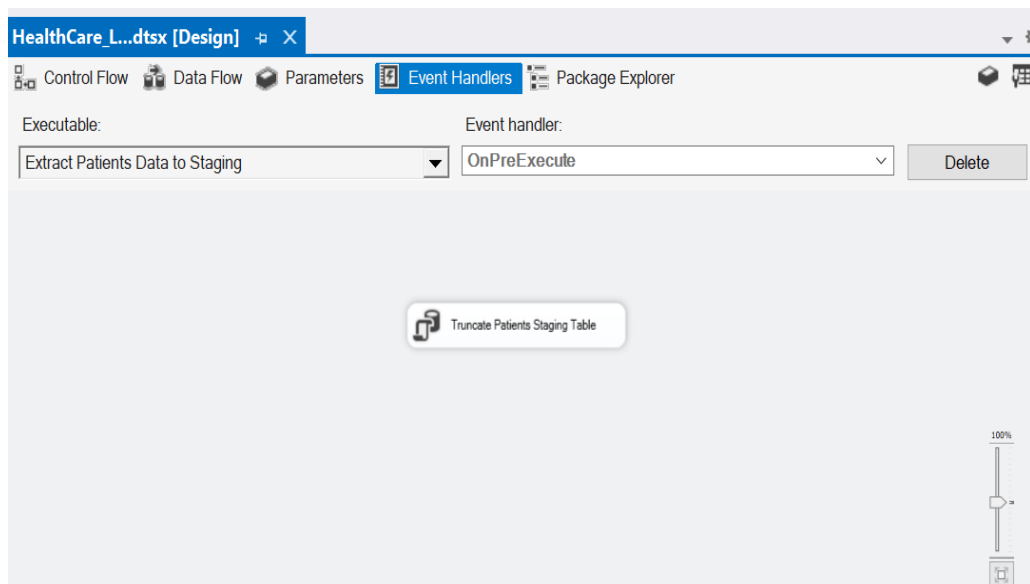 HealthCare_L...dtsx [Design]
Control Flow Data Flow Parameters Event Handlers Package Explorer
Executable: Event handler:
Extract Patients Data to Staging OnPreExecute Delete
Truncate Patients Staging Table
100%